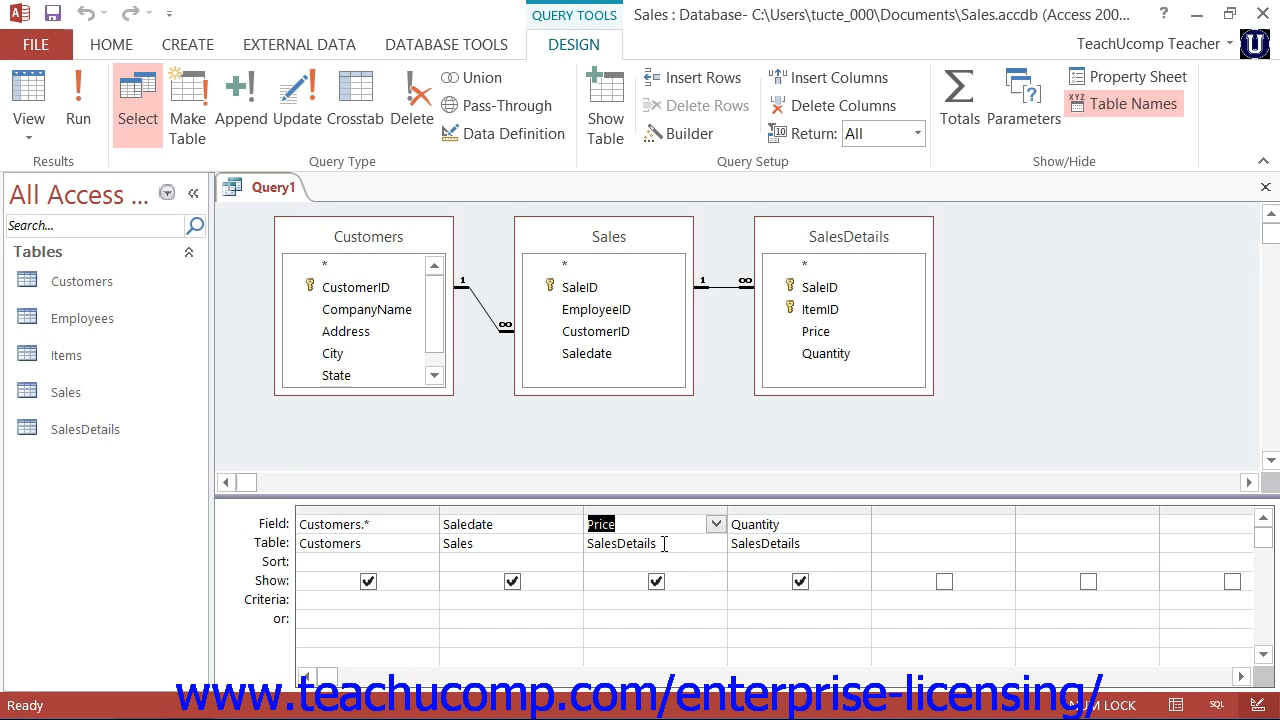 QUERY TOOLS
Sales : Database- C:\Users\tucte_000\Documents\Sales.accdb (Access 200...
?
FILE HOME CREATE EXTERNAL DATA DATABASE TOOLS DESIGN
TeachUcomp Teacher
View
Run
Results
Select
Make Table
Append
Update
Crosstab
Delete
Union
Pass-Through
Data Definition
Query Type
Show Table
Insert Rows
Delete Rows
Builder
Insert Columns
Delete Columns
Return: All
Query Setup
Totals
Parameters
Property Sheet
Table Names
Show/Hide
All Access ...
Search...
Tables
Customers
Employees
Items
Sales
SalesDetails
Query1
Customers
*
CustomerID
CompanyName
Address
City
State
1
∞
Sales
*
SaleID
EmployeeID
CustomerID
Saledate
1
∞
SalesDetails
*
SaleID
ItemID
Price
Quantity
Field: Customers.* Saledate Price Quantity
Table: Customers Sales SalesDetails SalesDetails
Sort:
Show:
Criteria:
or:
www.teachucomp.com/enterprise-licensing/
Ready
NUM LOCK
SQL